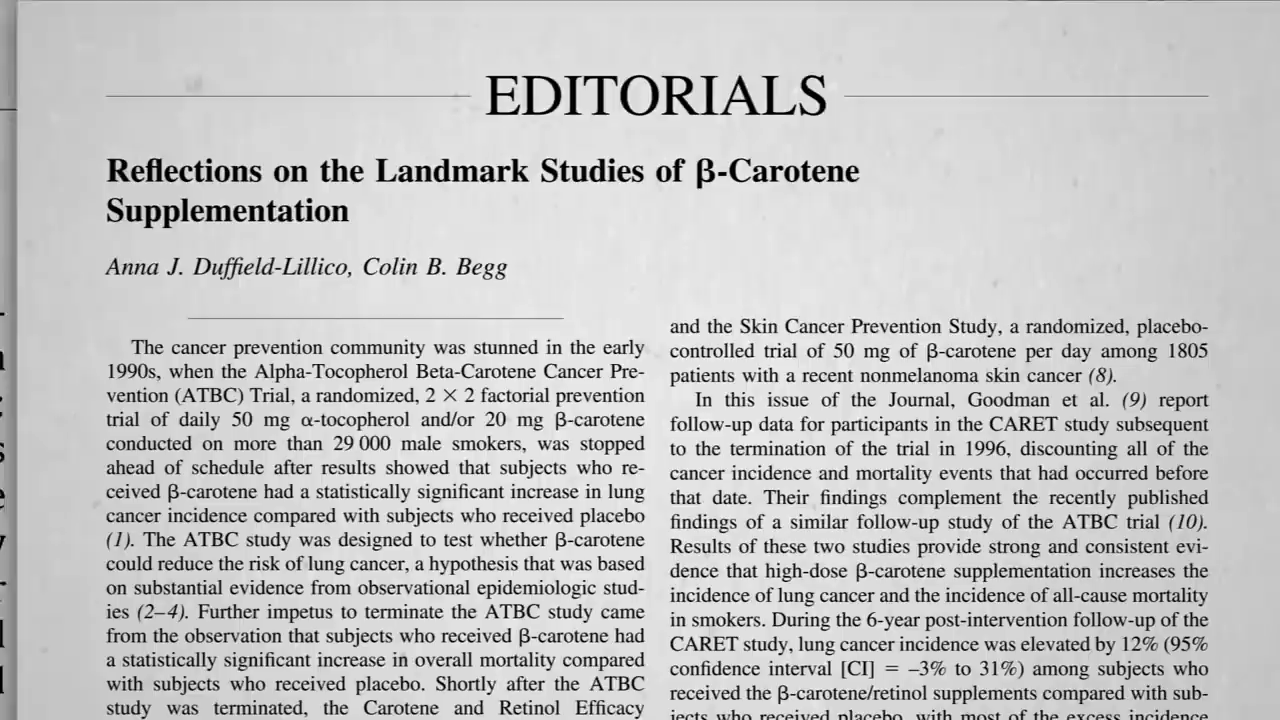 EDITORIALS
Reflections on the Landmark Studies of β-Carotene
Supplementation
Anna J. Duffield-Lillico, Colin B. Begg
The cancer prevention community was stunned in the early
1990s, when the Alpha-Tocopherol Beta-Carotene Cancer Pre-
vention (ATBC) Trial, a randomized, 2 × 2 factorial prevention
trial of daily 50 mg α-tocopherol and/or 20 mg β-carotene
conducted on more than 29 000 male smokers, was stopped
ahead of schedule after results showed that subjects who re-
ceived β-carotene had a statistically significant increase in lung
cancer incidence compared with subjects who received placebo
(1). The ATBC study was designed to test whether β-carotene
could reduce the risk of lung cancer, a hypothesis that was based
on substantial evidence from observational epidemiologic stud-
ies (2–4). Further impetus to terminate the ATBC study came
from the observation that subjects who received β-carotene had
a statistically significant increase in overall mortality compared
with subjects who received placebo. Shortly after the ATBC
study was terminated, the Carotene and Retinol Efficacy
and the Skin Cancer Prevention Study, a randomized, placebo-
controlled trial of 50 mg of β-carotene per day among 1805
patients with a recent nonmelanoma skin cancer (8).
In this issue of the Journal, Goodman et al. (9) report
follow-up data for participants in the CARET study subsequent
to the termination of the trial in 1996, discounting all of the
cancer incidence and mortality events that had occurred before
that date. Their findings complement the recently published
findings of a similar follow-up study of the ATBC trial (10).
Results of these two studies provide strong and consistent evi-
dence that high-dose β-carotene supplementation increases the
incidence of lung cancer and the incidence of all-cause mortality
in smokers. During the 6-year post-intervention follow-up of the
CARET study, lung cancer incidence was elevated by 12% (95%
confidence interval [CI] = –3% to 31%) among subjects who
received the β-carotene/retinol supplements compared with sub-
jects who received placebo, with most of the excess incidence